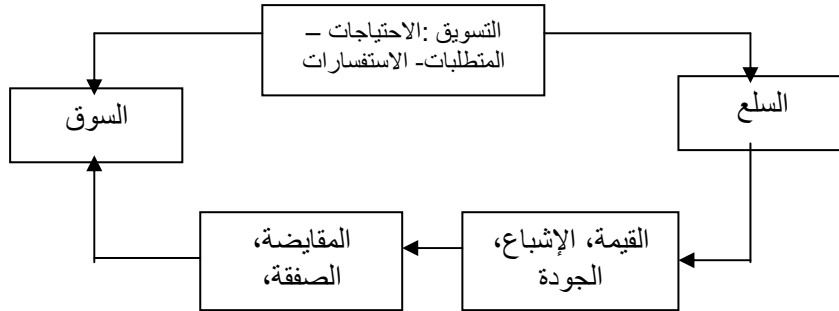 التسويق :الاحتياجات –
المتطلبات- الاستفسارات
السلع
السوق
القيمة، الإشباع،
الجودة
المقايضة،
الصفقة،